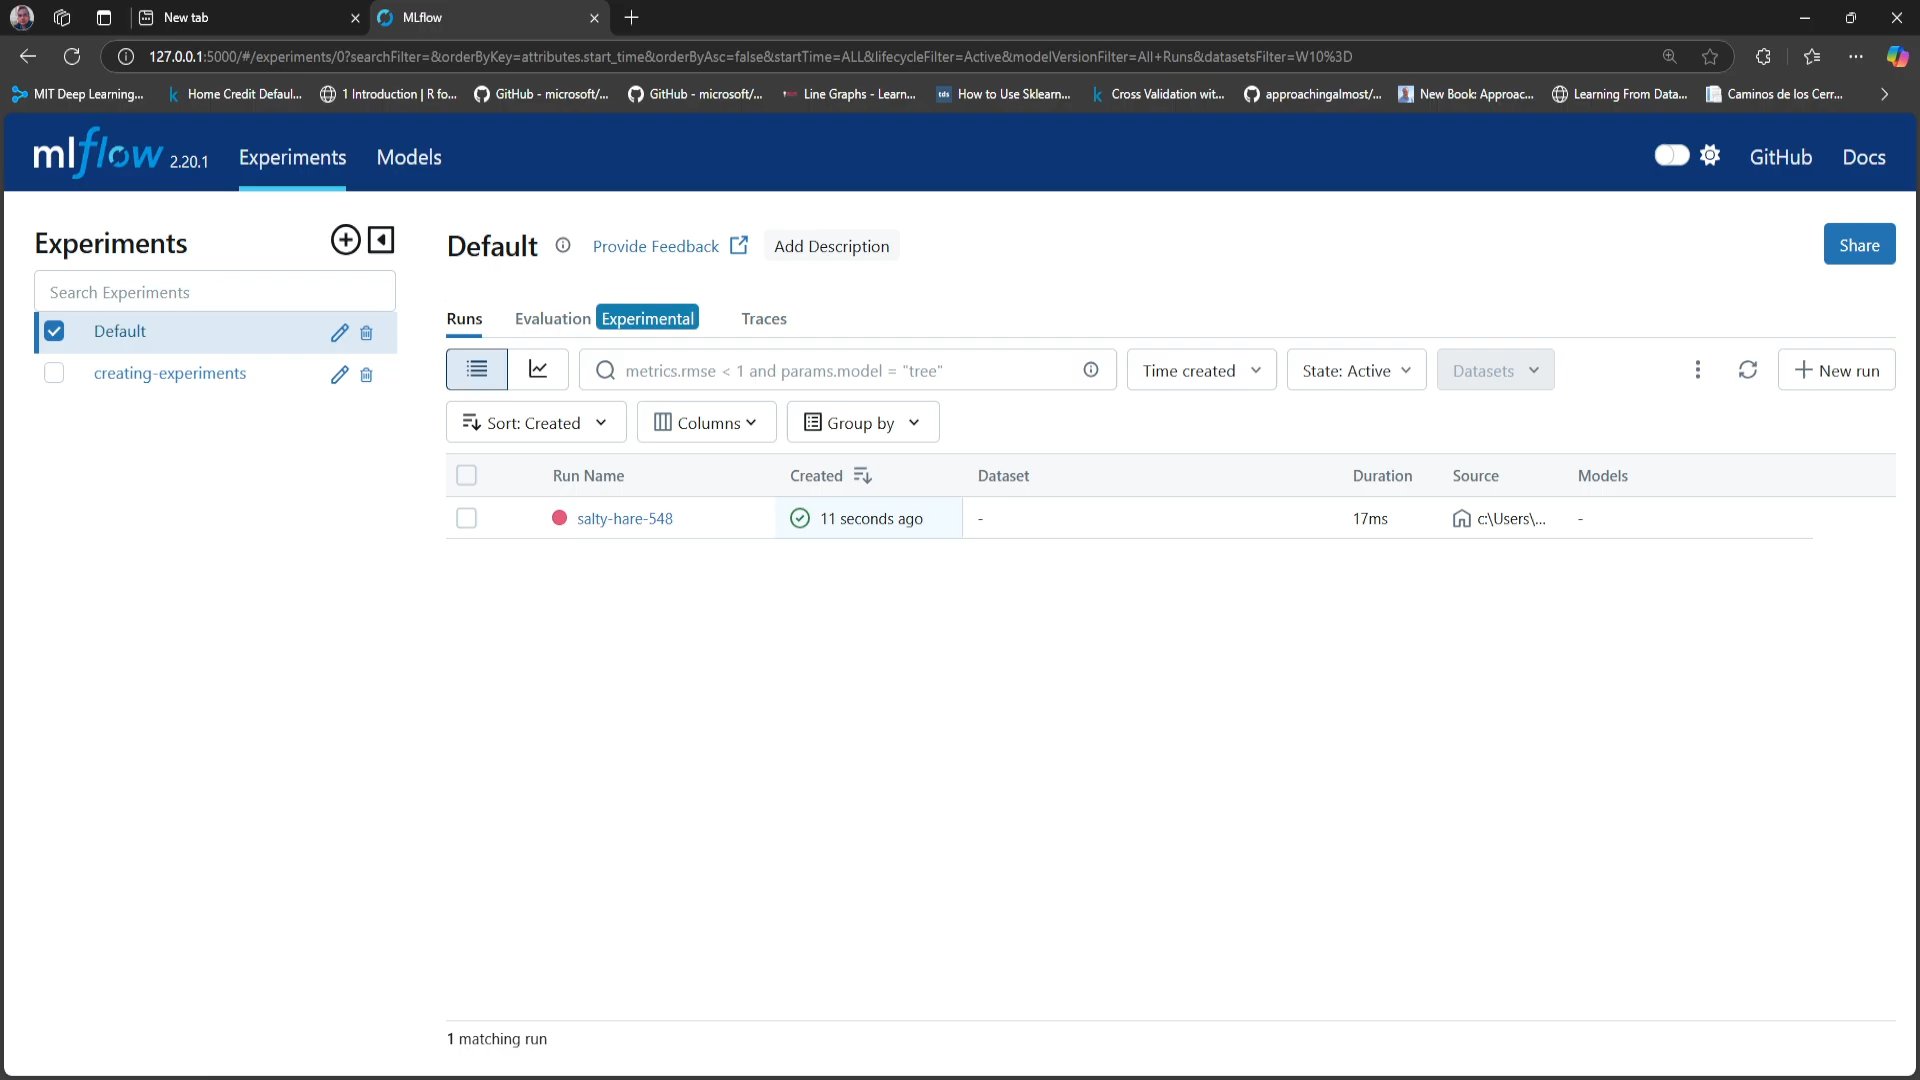 New tab
MLflow
127.0.0.1:5000/#/experiments/0?searchFilter=&orderByKey=attributes.start_time&orderByAsc=false&startTime=ALL&lifecycleFilter=Active&modelVersionFilter=All+Runs&datasetsFilter=W10%3D
MIT Deep Learning... Home Credit Defaul... 1 Introduction | R fo... GitHub - microsoft/... GitHub - microsoft/... Line Graphs - Learn... tds How to Use Sklearn... Cross Validation wit... approachingalmost/... New Book: Approac... Learning From Data... Caminos de los Cerr...
mlflow 2.20.1 Experiments Models GitHub Docs
Experiments
Search Experiments
Default
creating-experiments
Default Provide Feedback Add Description Share
Runs Evaluation Experimental Traces
metrics.rmse < 1 and params.model = "tree" Time created State: Active Datasets New run
Sort: Created Columns Group by
Run Name Created Dataset Duration Source Models
salty-hare-548 11 seconds ago - 17ms c:\Users\... -
1 matching run